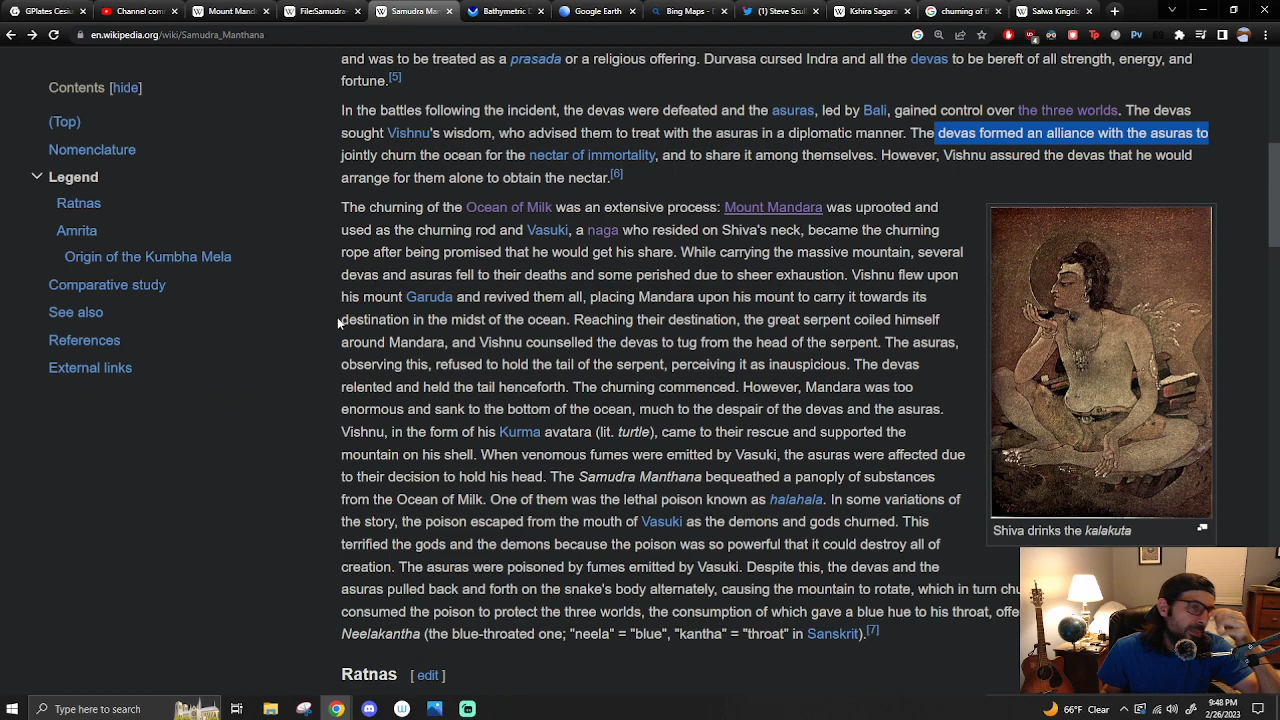 GPlates Desi
Channel com
Mount Mand
FileSamudra
Samudra Ma
Bathymetric
Google Earth
Bing Maps
(1) Steve Sc
Kshira Sagara
churning of t
Salwa Kingdo
en.wikipedia.org/wiki/Samudra_Manthana
Contents [hide]
(Top)
Nomenclature
Legend
Ratnas
Amrita
Origin of the Kumbha Mela
Comparative study
See also
References
External links
and was to be treated as a prasada or a religious offering. Durvasa cursed Indra and all the devas to be bereft of all strength, energy, and
fortune.[5]
In the battles following the incident, the devas were defeated and the asuras, led by Bali, gained control over the three worlds. The devas
sought Vishnu's wisdom, who advised them to treat with the asuras in a diplomatic manner. The devas formed an alliance with the asuras to
jointly churn the ocean for the nectar of immortality, and to share it among themselves. However, Vishnu assured the devas that he would
arrange for them alone to obtain the nectar.[6]
The churning of the Ocean of Milk was an extensive process: Mount Mandara was uprooted and
used as the churning rod and Vasuki, a naga who resided on Shiva's neck, became the churning
rope after being promised that he would get his share. While carrying the massive mountain, several
devas and asuras fell to their deaths and some perished due to sheer exhaustion. Vishnu flew upon
his mount Garuda and revived them all, placing Mandara upon his mount to carry it towards its
destination in the midst of the ocean. Reaching their destination, the great serpent coiled himself
around Mandara, and Vishnu counselled the devas to tug from the head of the serpent. The asuras,
observing this, refused to hold the tail of the serpent, perceiving it as inauspicious. The devas
relented and held the tail henceforth. The churning commenced. However, Mandara was too
enormous and sank to the bottom of the ocean, much to the despair of the devas and the asuras.
Vishnu, in the form of his Kurma avatara (lit. turtle), came to their rescue and supported the
mountain on his shell. When venomous fumes were emitted by Vasuki, the asuras were affected due
to their decision to hold his head. The Samudra Manthana bequeathed a panoply of substances
from the Ocean of Milk. One of them was the lethal poison known as halahala. In some variations of
the story, the poison escaped from the mouth of Vasuki as the demons and gods churned. This
terrified the gods and the demons because the poison was so powerful that it could destroy all of
creation. The asuras were poisoned by fumes emitted by Vasuki. Despite this, the devas and the
asuras pulled back and forth on the snake's body alternately, causing the mountain to rotate, which in turn chu
consumed the poison to protect the three worlds, the consumption of which gave a blue hue to his throat, offe
Neelakantha (the blue-throated one; "neela" = "blue", "kantha" = "throat" in Sanskrit).[7]
Shiva drinks the kalakuta
Ratnas [ edit ]
Type here to search
66°F Clear
9:48 PM
2/26/2023